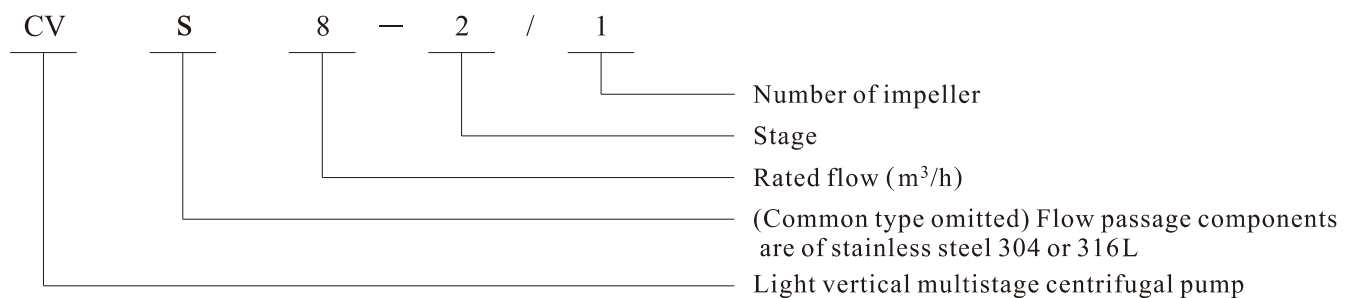 CV S 8 — 2 / 1
Number of impeller
Stage
Rated flow (m³/h)
(Common type omitted) Flow passage components
are of stainless steel 304 or 316L
Light vertical multistage centrifugal pump